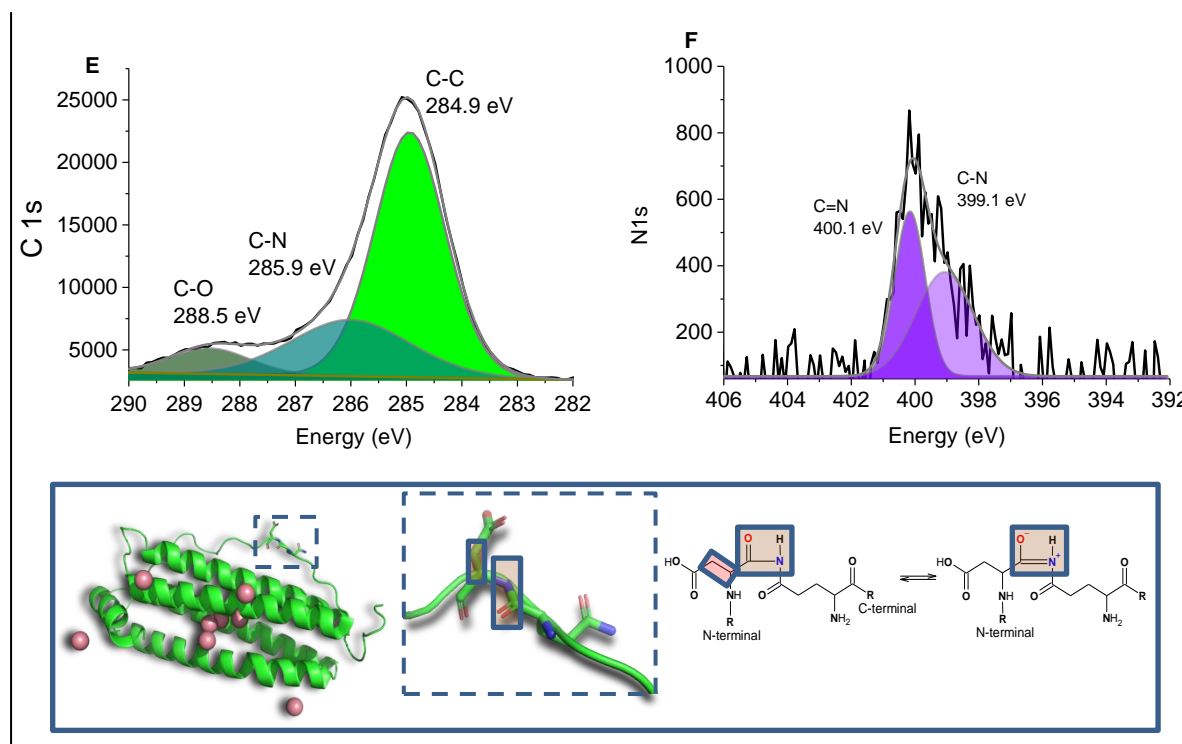 E
C 1s
25000
20000
15000
10000
5000
C-C
284.9 eV
C-N
285.9 eV
C-O
288.5 eV
290 289 288 287 286 285 284 283 282
Energy (eV)
F
N1s
1000
800
600
400
200
C=N
400.1 eV
C-N
399.1 eV
406 404 402 400 398 396 394 392
Energy (eV)
O H
HO N O
O NH O R
R NH2 C-terminal
N-terminal
O− H
HO N+ O
O NH O R
R NH2
N-terminal